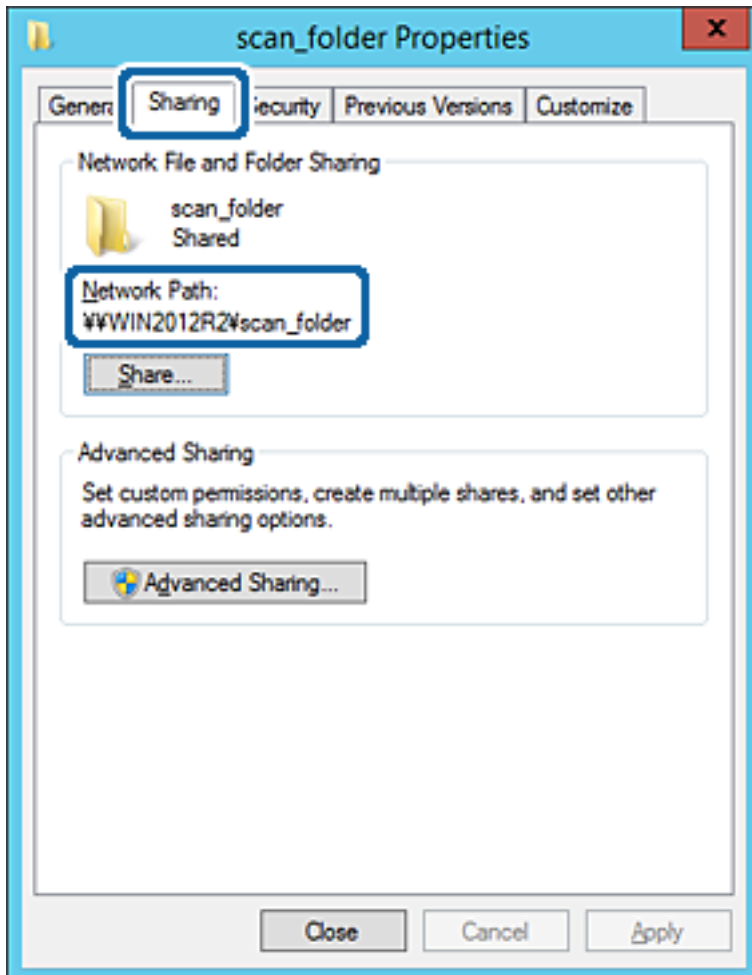 scan_folder Properties
x
Genera Sharing ecurity Previous Versions Customize
Network File and Folder Sharing
scan_folder
Shared
Network Path:
¥¥WIN2012R2¥scan_folder
Share...
Advanced Sharing
Set custom permissions, create multiple shares, and set other
advanced sharing options.
Advanced Sharing...
Close Cancel Apply